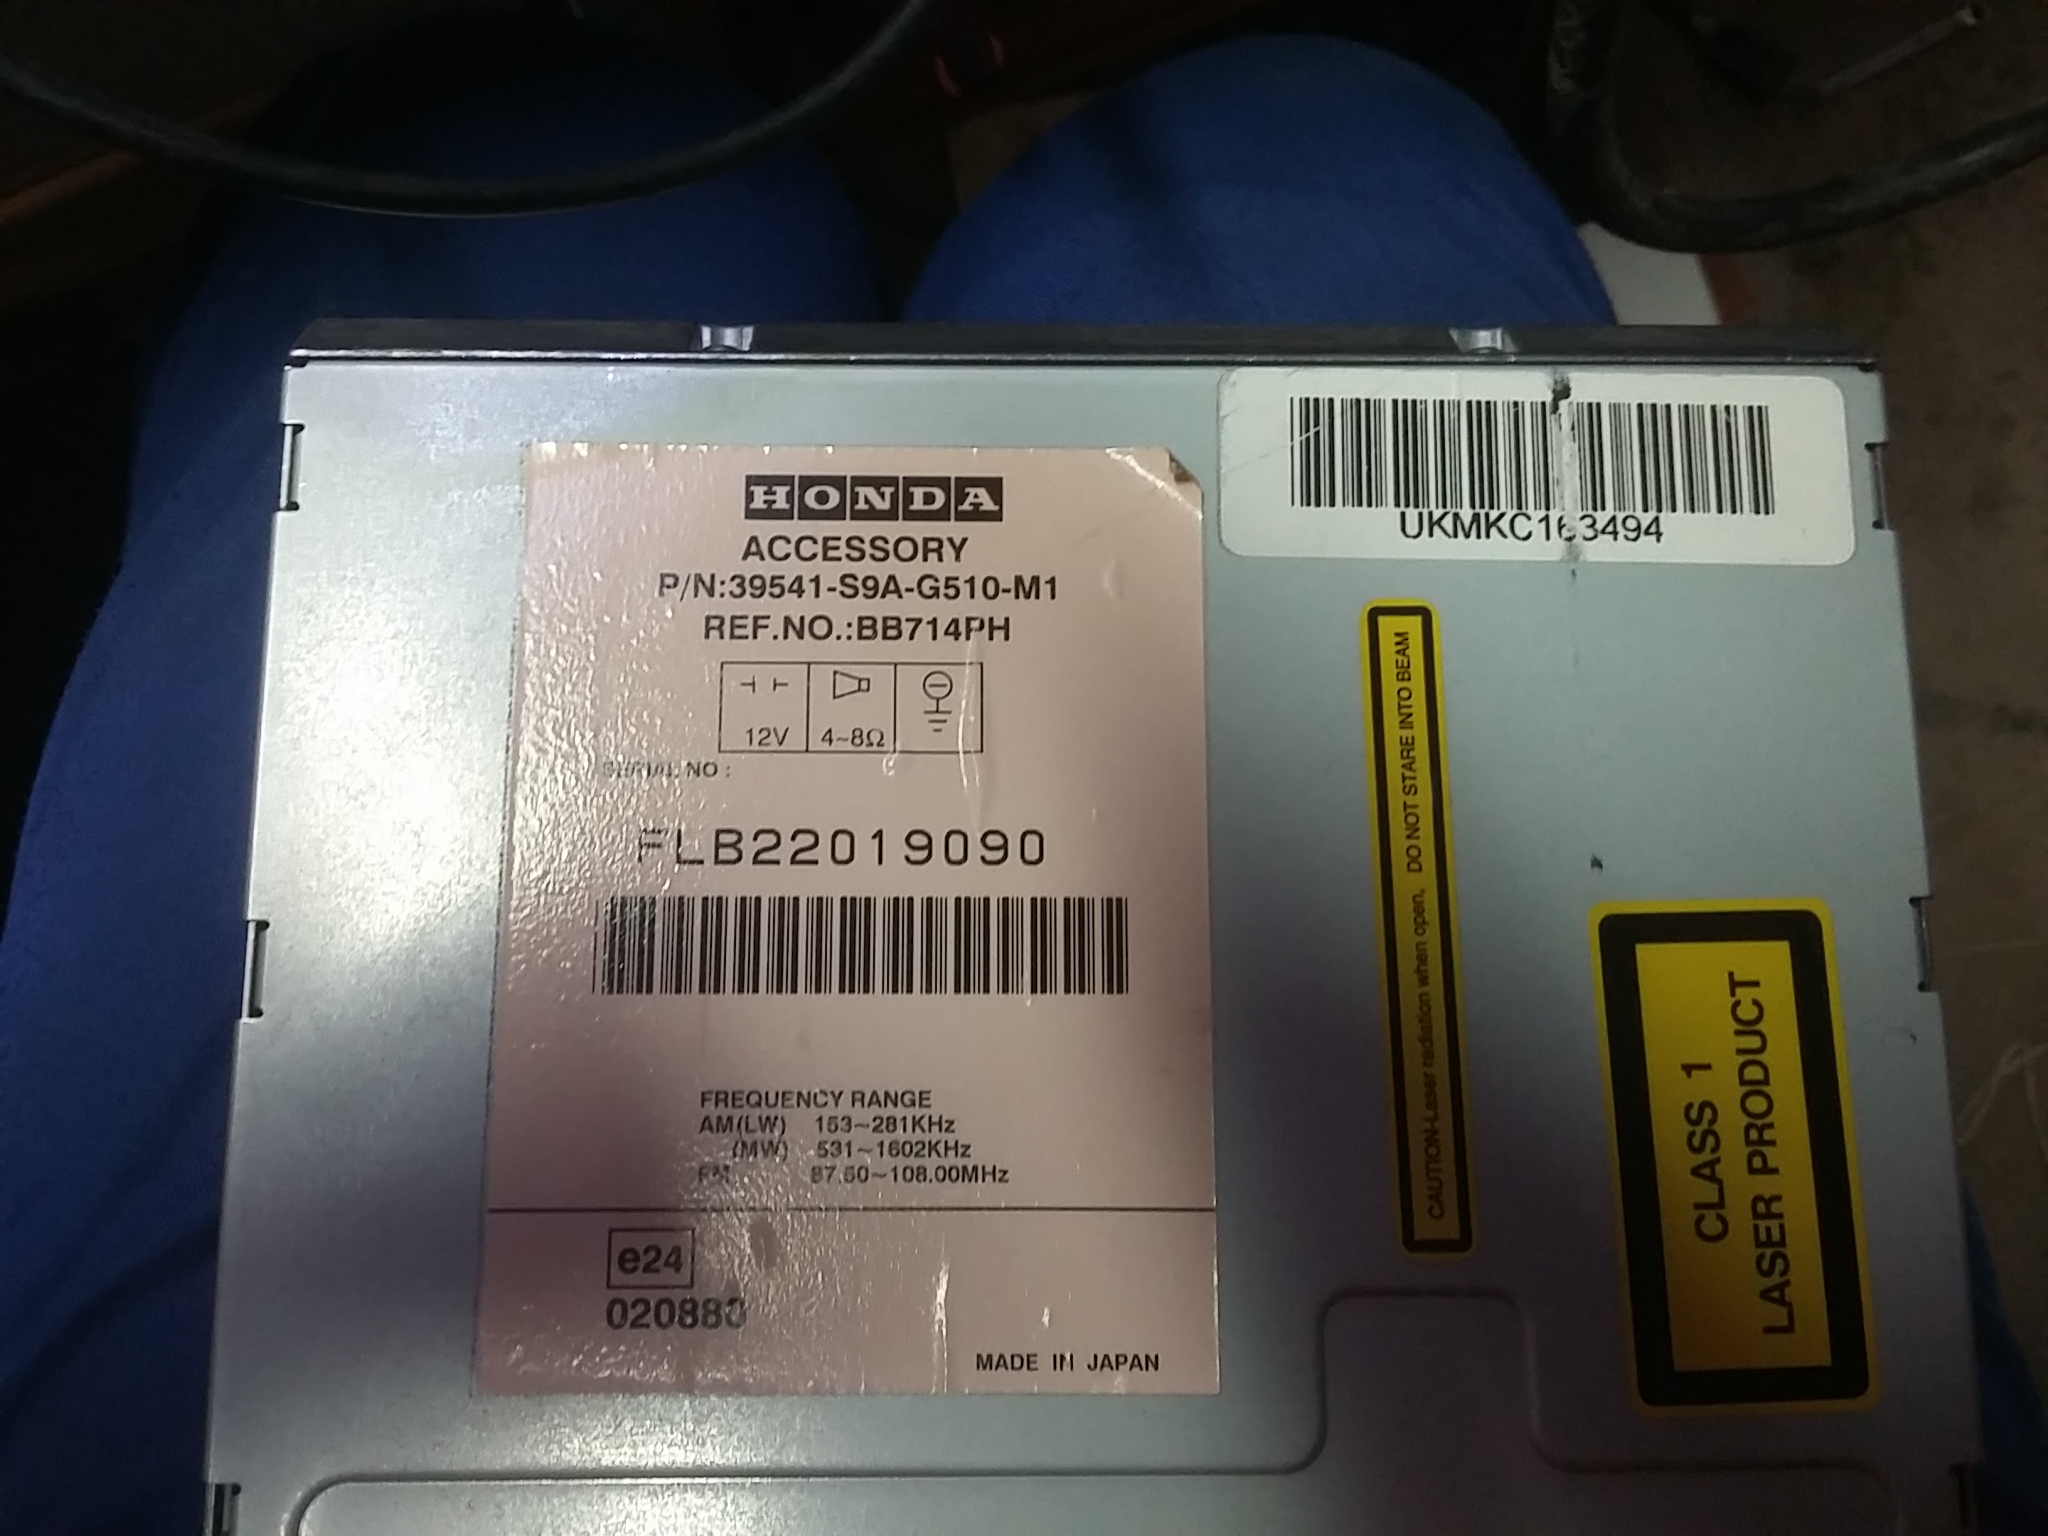 HONDA
ACCESSORY
P/N:39541-S9A-G510-M1
REF.NO.:BB714PH
12V 4~8Ω
SERIAL NO :
FLB22019090
FREQUENCY RANGE
AM(LW) 153~281KHz
(MW) 531~1602KHz
FM 87.50~108.00MHz
e24
MADE IN JAPAN
UKMKC163494
CAUTION-Laser radiation when open, DO NOT STARE INTO BEAM
CLASS 1
LASER PRODUCT